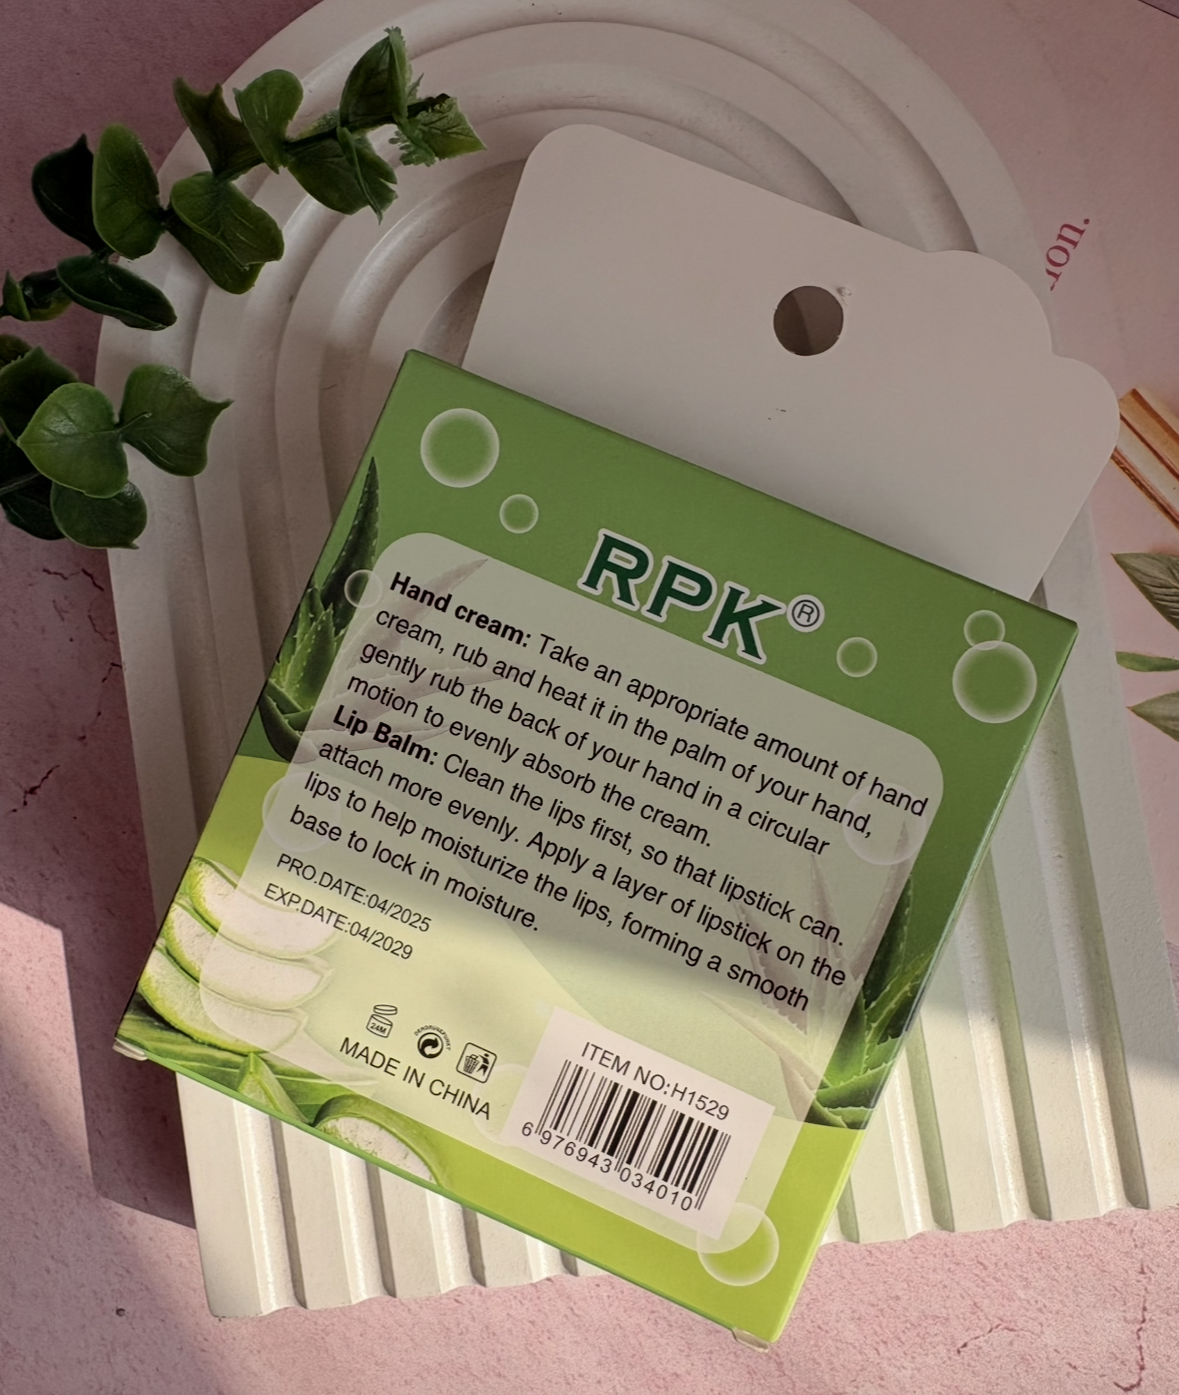 RPK®
Hand cream: Take an appropriate amount of hand
cream, rub and heat it in the palm of your hand,
gently rub the back of your hand in a circular
motion to evenly absorb the cream.
Lip Balm: Clean the lips first, so that lipstick can.
attach more evenly. Apply a layer of lipstick on the
lips to help moisturize the lips, forming a smooth
base to lock in moisture.
PRO.DATE:04/2025
EXP.DATE:04/2029
24M
MADE IN CHINA
ITEM NO:H1529
6 976943 034010